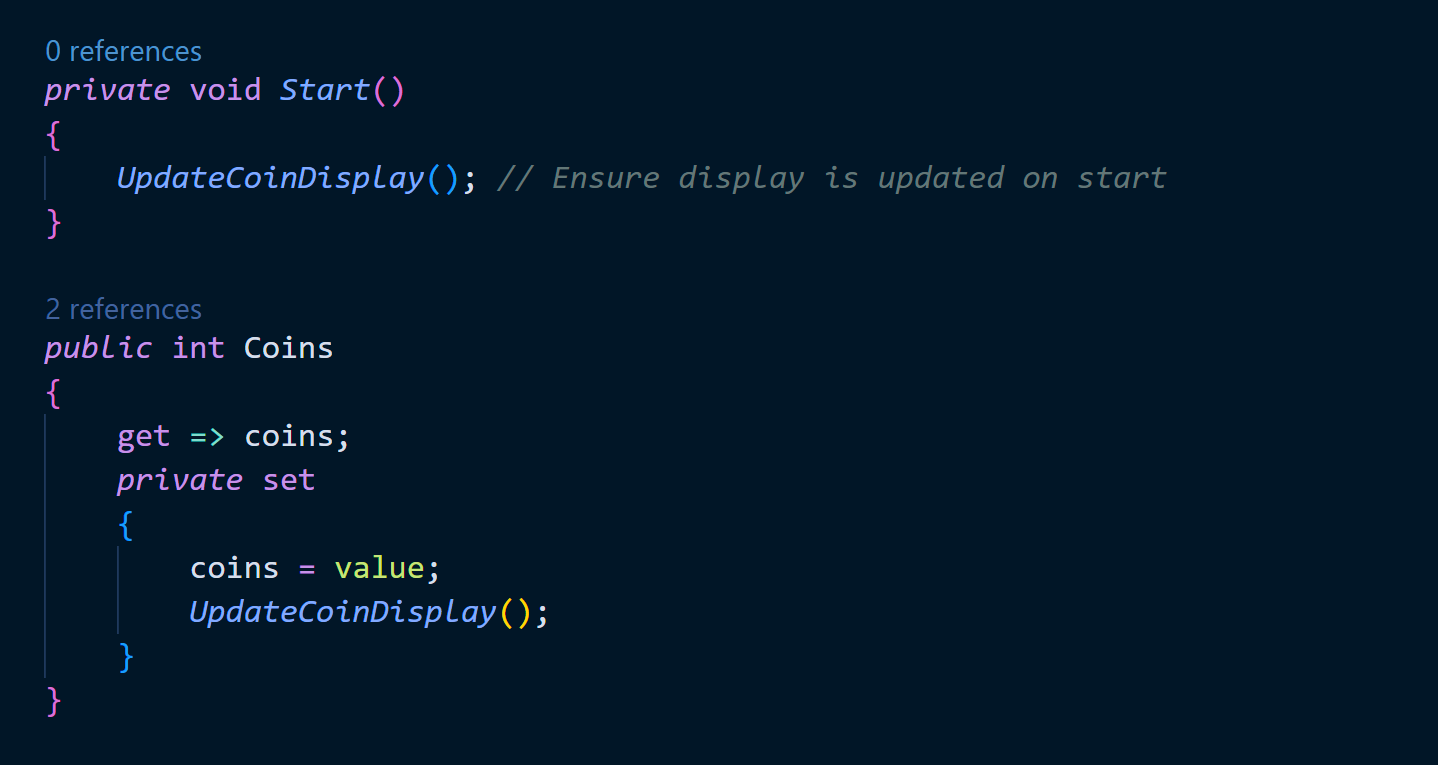 0 references
private void Start()
{
    UpdateCoinDisplay(); // Ensure display is updated on start
}

2 references
public int Coins
{
    get => coins;
    private set
    {
        coins = value;
        UpdateCoinDisplay();
    }
}